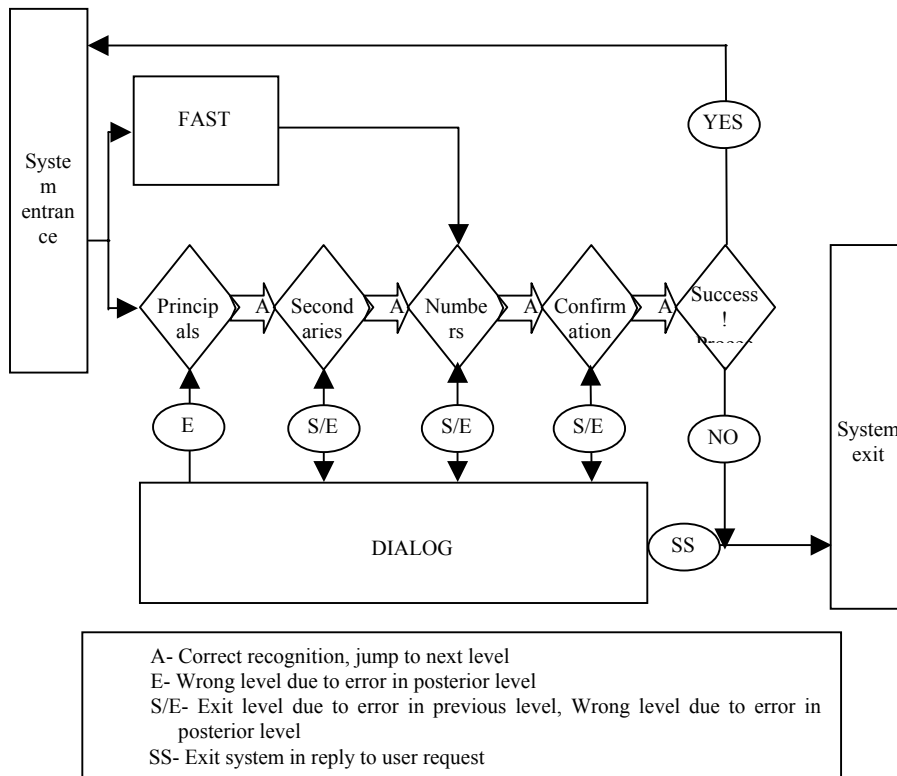 YES
FAST
Syste
m
entran
ce
Princip
als
A
Second
aries
A
Numbe
rs
A
Confirm
ation
A
Success
!
E
S/E
S/E
S/E
NO
System
exit
DIALOG
SS
A- Correct recognition, jump to next level
E- Wrong level due to error in posterior level
S/E- Exit level due to error in previous level, Wrong level due to error in
posterior level
SS- Exit system in reply to user request